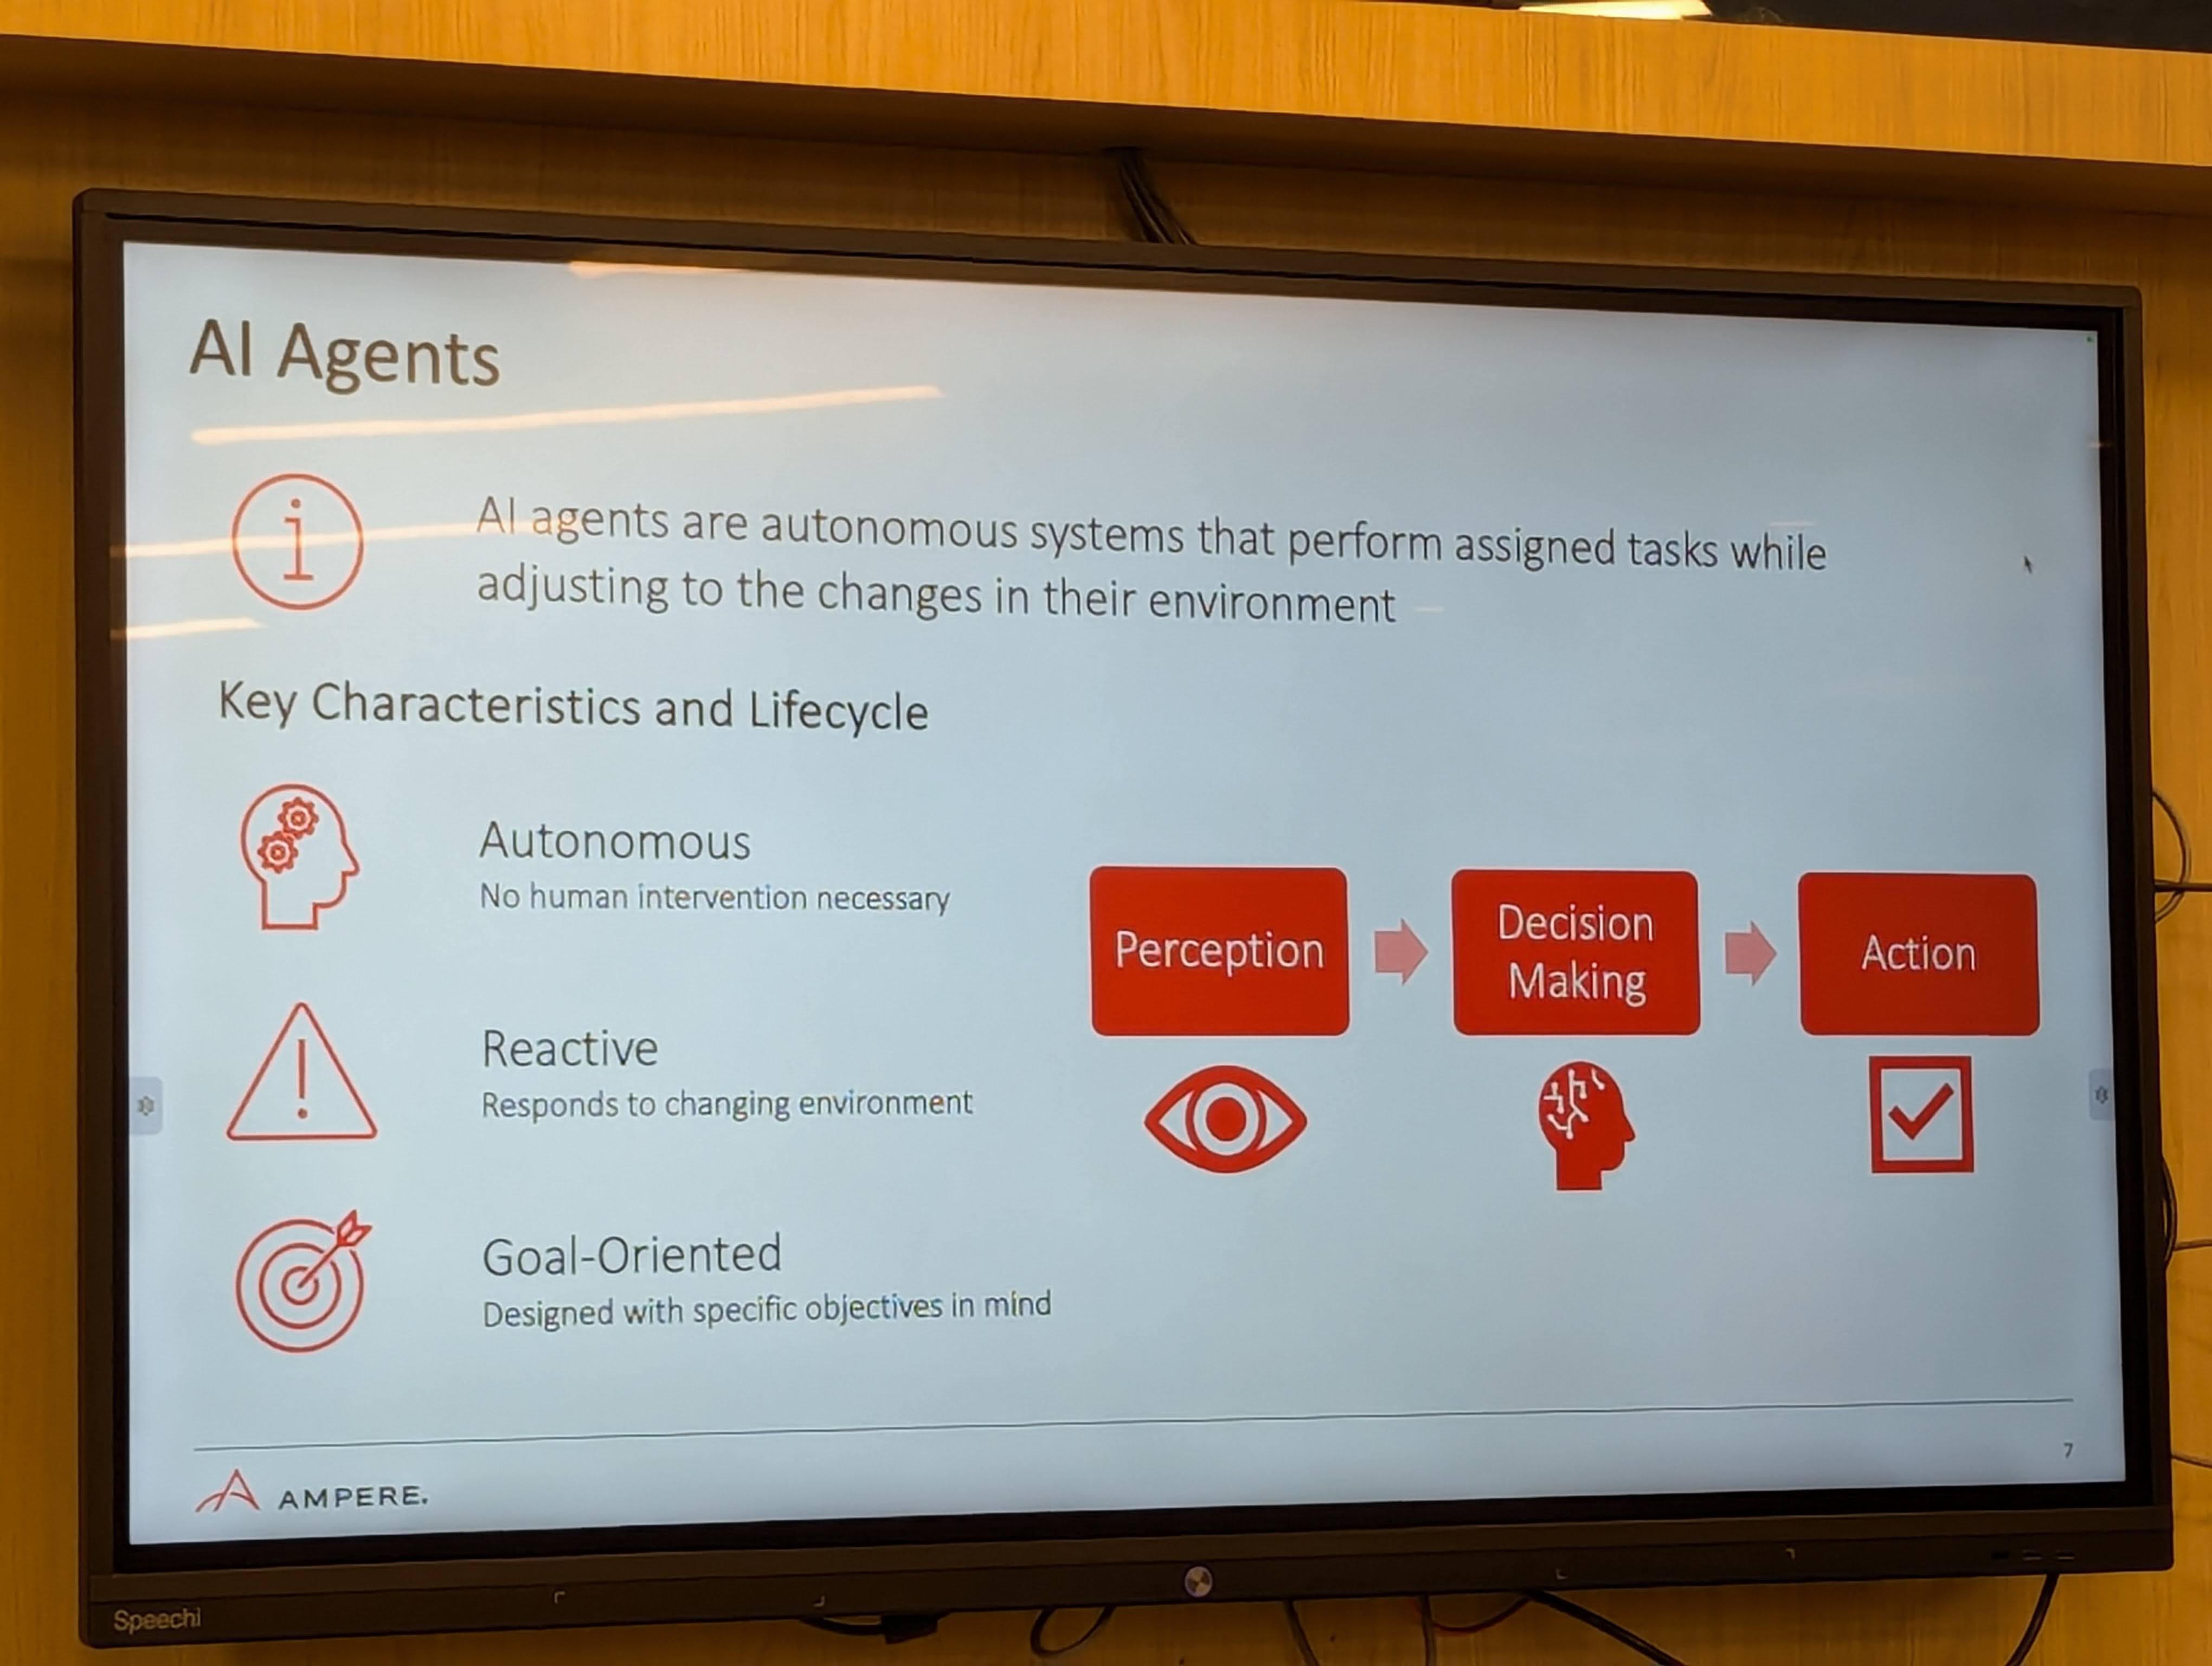 AI Agents
AI agents are autonomous systems that perform assigned tasks while
adjusting to the changes in their environment
Key Characteristics and Lifecycle
Autonomous
No human intervention necessary
Reactive
Responds to changing environment
Goal-Oriented
Designed with specific objectives in mind
Perception
Decision
Making
Action
AMPERE.
7
Speechi